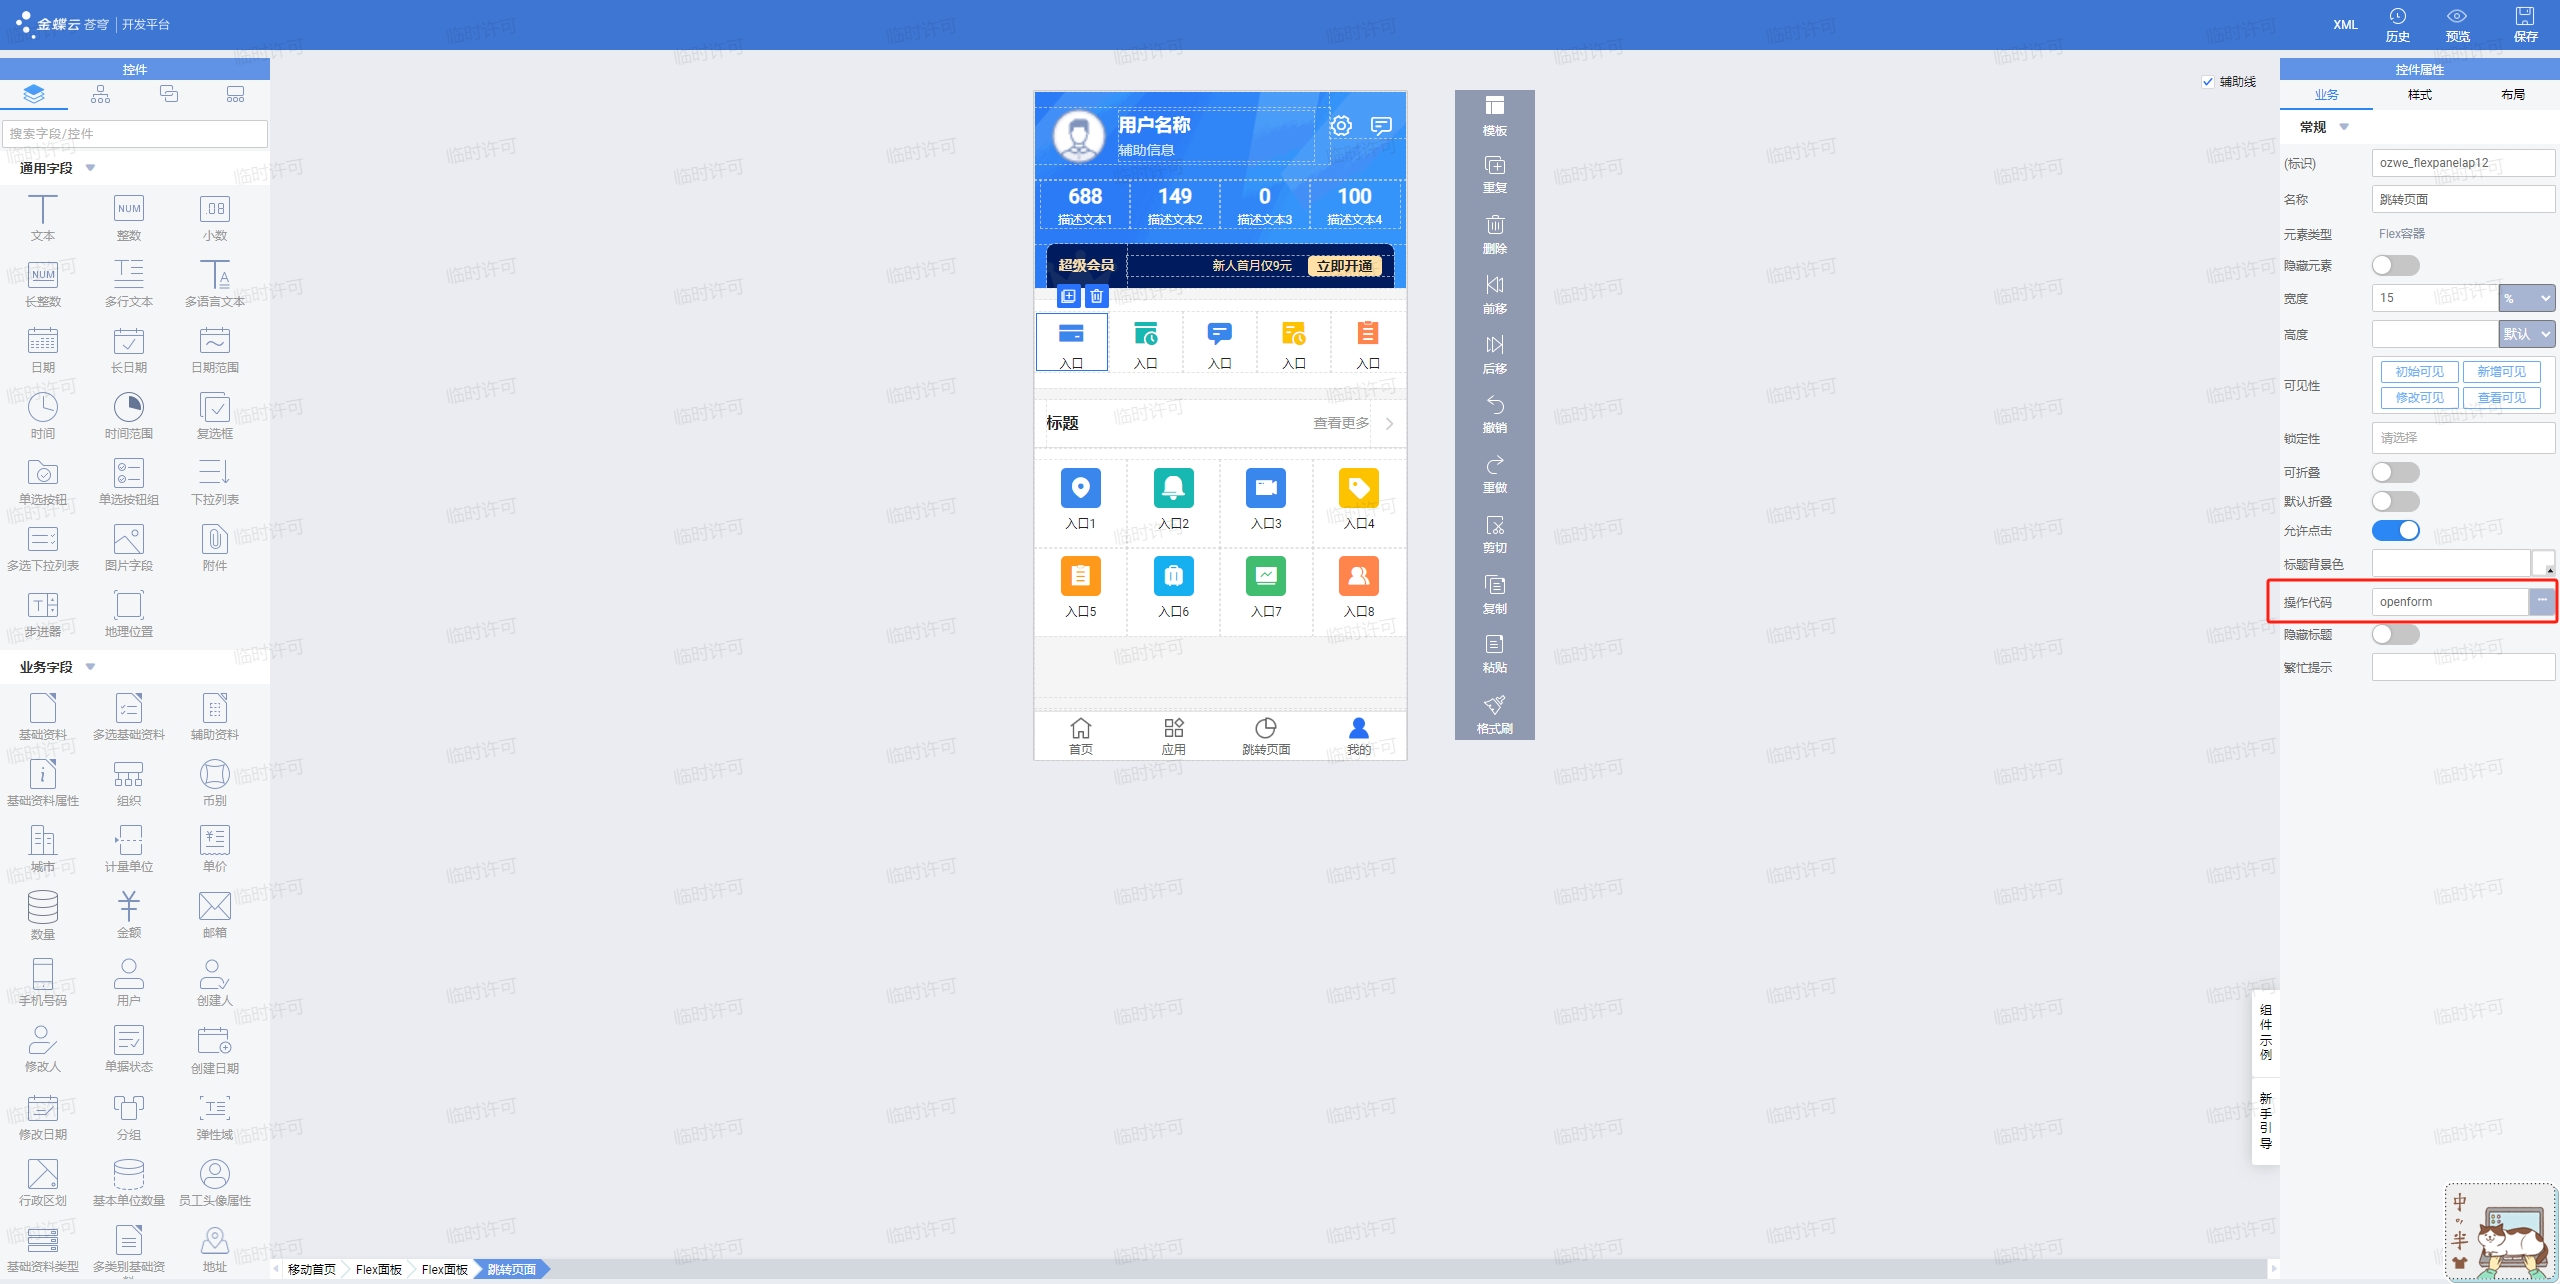 金蝶云 苍穹 | 开发平台
XML
历史
预览
保存
控件
搜索字段/控件
通用字段
文本
整数
小数
长整数
多行文本
多语言文本
日期
长日期
日期范围
时间
时间范围
复选框
单选按钮
单选按钮组
下拉列表
多选下拉列表
图片字段
附件
步进器
地理位置
业务字段
基础资料
多选基础资料
辅助资料
基础资料属性
组织
币别
城市
计量单位
单价
数量
金额
邮箱
手机号码
用户
创建人
修改人
单据状态
创建日期
修改日期
分组
弹性域
行政区划
基本单位数量
员工头像属性
基础资料类型
多类别基础资
地址
用户名称
辅助信息
688
149
0
100
描述文本1
描述文本2
描述文本3
描述文本4
超级会员
新人首月仅9元
立即开通
入口
入口
入口
入口
入口
标题
查看更多
入口1
入口2
入口3
入口4
入口5
入口6
入口7
入口8
首页
应用
跳转页面
我的
模板
重复
删除
前移
后移
撤销
重做
剪切
复制
粘贴
格式刷
辅助线
控件属性
业务
样式
布局
常规
(标识)
ozwe_flexpanelap12
名称
跳转页面
元素类型
Flex容器
隐藏元素
宽度
15
%
高度
默认
可见性
初始可见
新增可见
修改可见
查看可见
锁定性
请选择
可折叠
默认折叠
允许点击
标题背景色
操作代码
openform
隐藏标题
繁忙提示
组件示例
新手引导
移动首页
Flex面板
Flex面板
跳转页面
中
半
临时许可